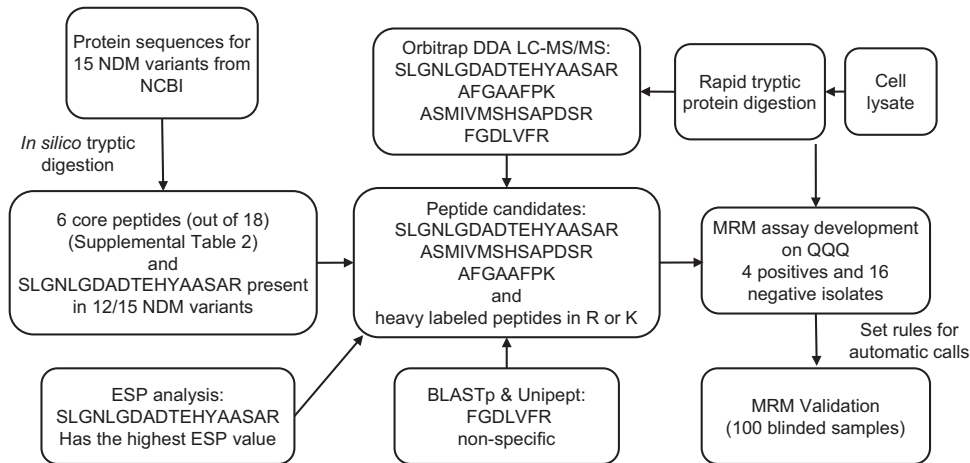 Protein sequences for
15 NDM variants from
NCBI
In silico tryptic
digestion
6 core peptides (out of 18)
(Supplemental Table 2)
and
SLGNLGDADTEHYAASAR present
in 12/15 NDM variants
ESP analysis:
SLGNLGDADTEHYAASAR
Has the highest ESP value
Orbitrap DDA LC-MS/MS:
SLGNLGDADTEHYAASAR
AFGAAFPK
ASMIVMSHSAPDSR
FGDLVFR
Peptide candidates:
SLGNLGDADTEHYAASAR
ASMIVMSHSAPDSR
AFGAAFPK
and
heavy labeled peptides in R or K
BLASTp & Unipept:
FGDLVFR
non-specific
Rapid tryptic
protein digestion
Cell
lysate
MRM assay development
on QQQ
4 positives and 16
negative isolates
Set rules for
automatic calls
MRM Validation
(100 blinded samples)